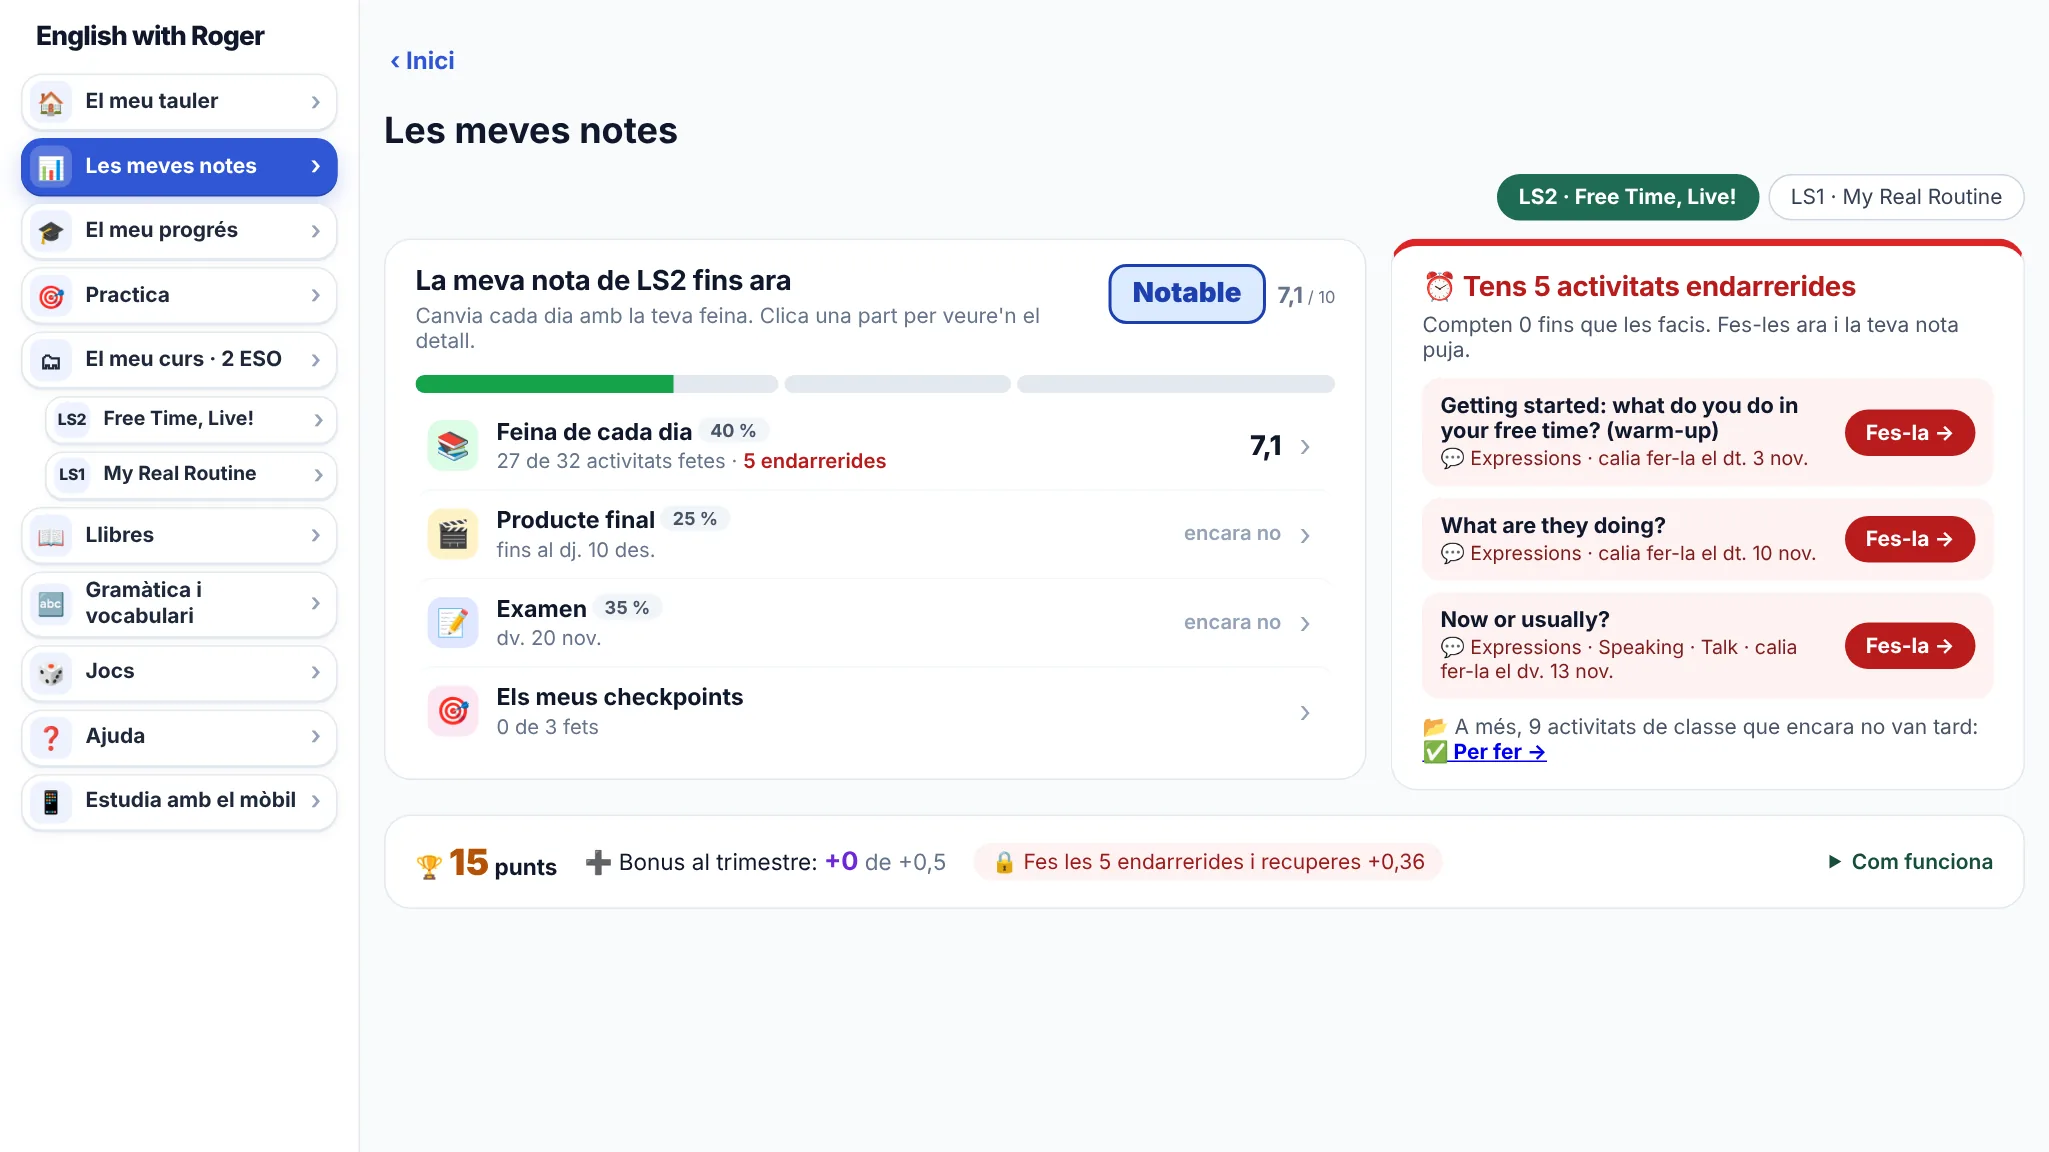 English with Roger
El meu tauler
Les meves notes
El meu progrés
Practica
El meu curs · 2 ESO
LS2 Free Time, Live!
LS1 My Real Routine
Llibres
abc Gramàtica i
vocabulari
Jocs
Ajuda
Estudia amb el mòbil
‹ Inici
Les meves notes
LS2 · Free Time, Live!
LS1 · My Real Routine
La meva nota de LS2 fins ara
Canvia cada dia amb la teva feina. Clica una part per veure'n el
detall.
Notable 7,1 / 10
Feina de cada dia 40 %
27 de 32 activitats fetes · 5 endarrerides
7,1
Producte final 25 %
fins al dj. 10 des.
encara no
Examen 35 %
dv. 20 nov.
encara no
Els meus checkpoints
0 de 3 fets
⏰ Tens 5 activitats endarrerides
Compten 0 fins que les facis. Fes-les ara i la teva nota
puja.
Getting started: what do you do in
your free time? (warm-up)
💬 Expressions · calia fer-la el dt. 3 nov.
Fes-la →
What are they doing?
💬 Expressions · calia fer-la el dt. 10 nov.
Fes-la →
Now or usually?
💬 Expressions · Speaking · Talk · calia
fer-la el dv. 13 nov.
Fes-la →
📂 A més, 9 activitats de classe que encara no van tard:
✅ Per fer →
🏆 15 punts
➕ Bonus al trimestre: +0 de +0,5
🔒 Fes les 5 endarrerides i recuperes +0,36
▶ Com funciona